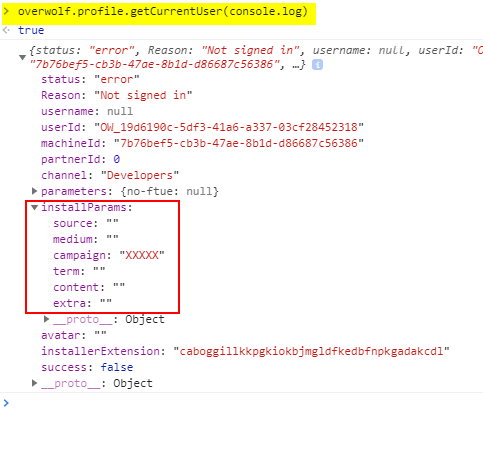 overwolf.profile.getCurrentUser(console.log)
true
{status: "error", Reason: "Not signed in", username: null, userId: "O
"7b76bef5-cb3b-47ae-8b1d-d86687c56386", …}
status: "error"
Reason: "Not signed in"
username: null
userId: "OW_19d6190c-5df3-41a6-a337-03cf28452318"
machineId: "7b76bef5-cb3b-47ae-8b1d-d86687c56386"
partnerId: 0
channel: "Developers"
parameters: {no-ftue: null}
installParams:
source: ""
medium: ""
campaign: "XXXXX"
term: ""
content: ""
extra: ""
__proto__: Object
avatar: ""
installerExtension: "caboggillkkpgkiokbjmgldfkedbfnpkgadakcdl"
success: false
__proto__: Object